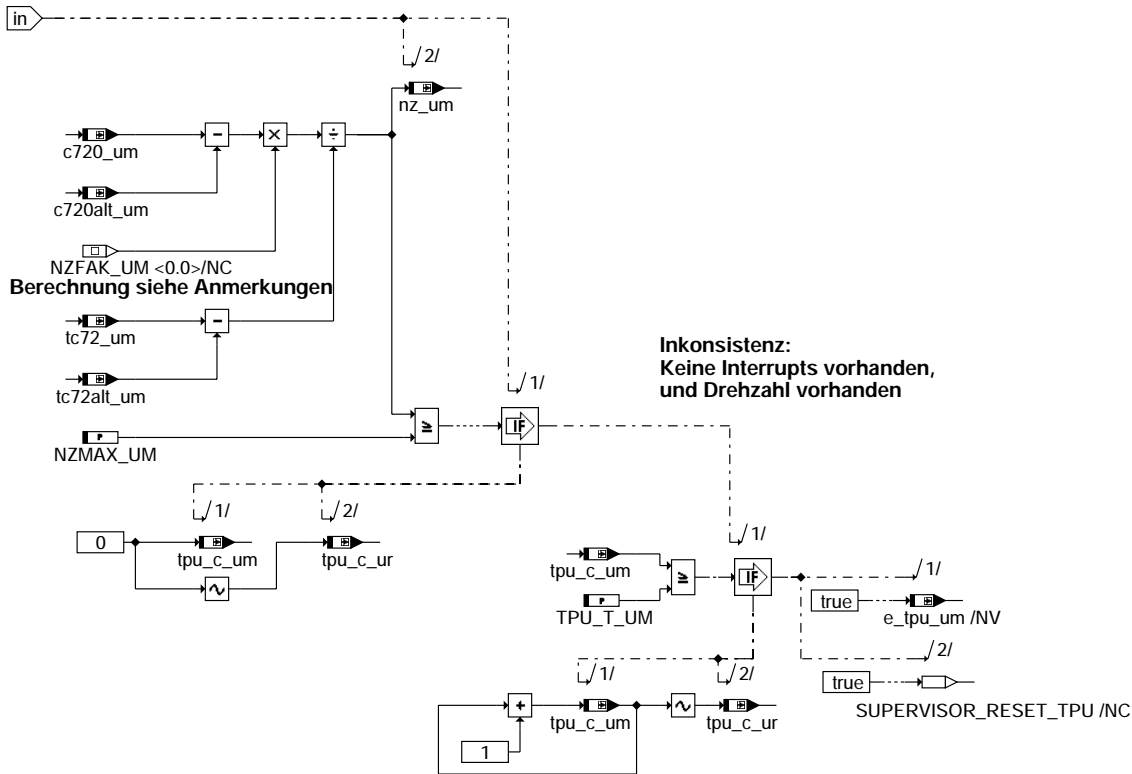 in
/2/
nz_um
c720_um
c720alt_um
NZFAK_UM <0.0>/NC
Berechnung siehe Anmerkungen
tc72_um
tc72alt_um
NZMAX_UM
Inkonsistenz:
Keine Interrupts vorhanden,
und Drehzahl vorhanden
/1/
IF
/1/
/2/
0
tpu_c_um
tpu_c_ur
/1/
tpu_c_um
P
TPU_T_UM
IF
/1/
true
e_tpu_um /NV
/2/
true
SUPERVISOR_RESET_TPU /NC
/1/
/2/
tpu_c_um
tpu_c_ur
1